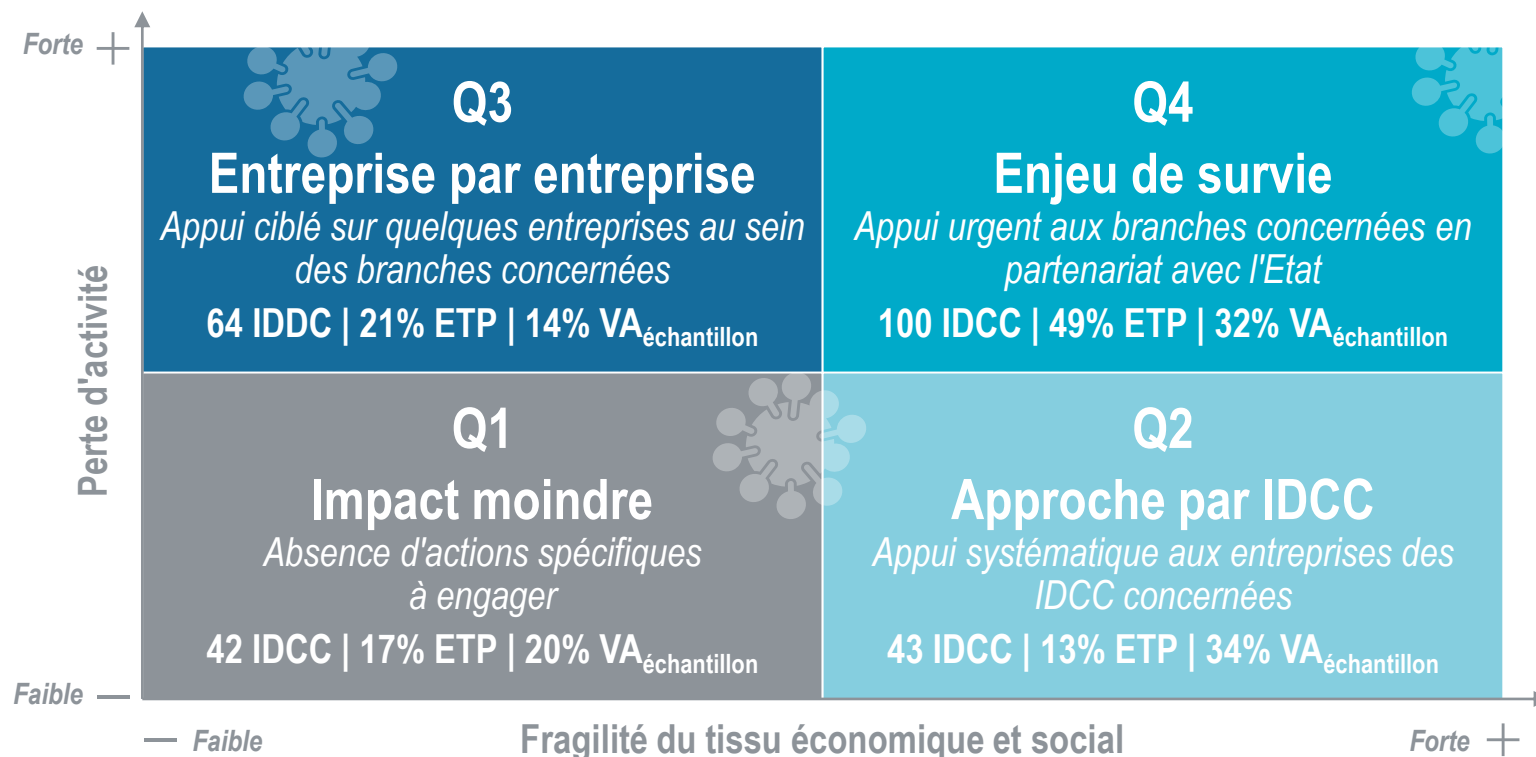 Forte
Q3
Entreprise par entreprise
Appui ciblé sur quelques entreprises au sein
des branches concernées
64 IDDC | 21% ETP | 14% VAéchantillon
Q4
Enjeu de survie
Appui urgent aux branches concernées en
partenariat avec l'Etat
100 IDCC | 49% ETP | 32% VAéchantillon
Perte d'activité
Q1
Impact moindre
Absence d'actions spécifiques
à engager
42 IDCC | 17% ETP | 20% VAéchantillon
Q2
Approche par IDCC
Appui systématique aux entreprises des
IDCC concernées
43 IDCC | 13% ETP | 34% VAéchantillon
Faible
Faible
Fragilité du tissu économique et social
Forte